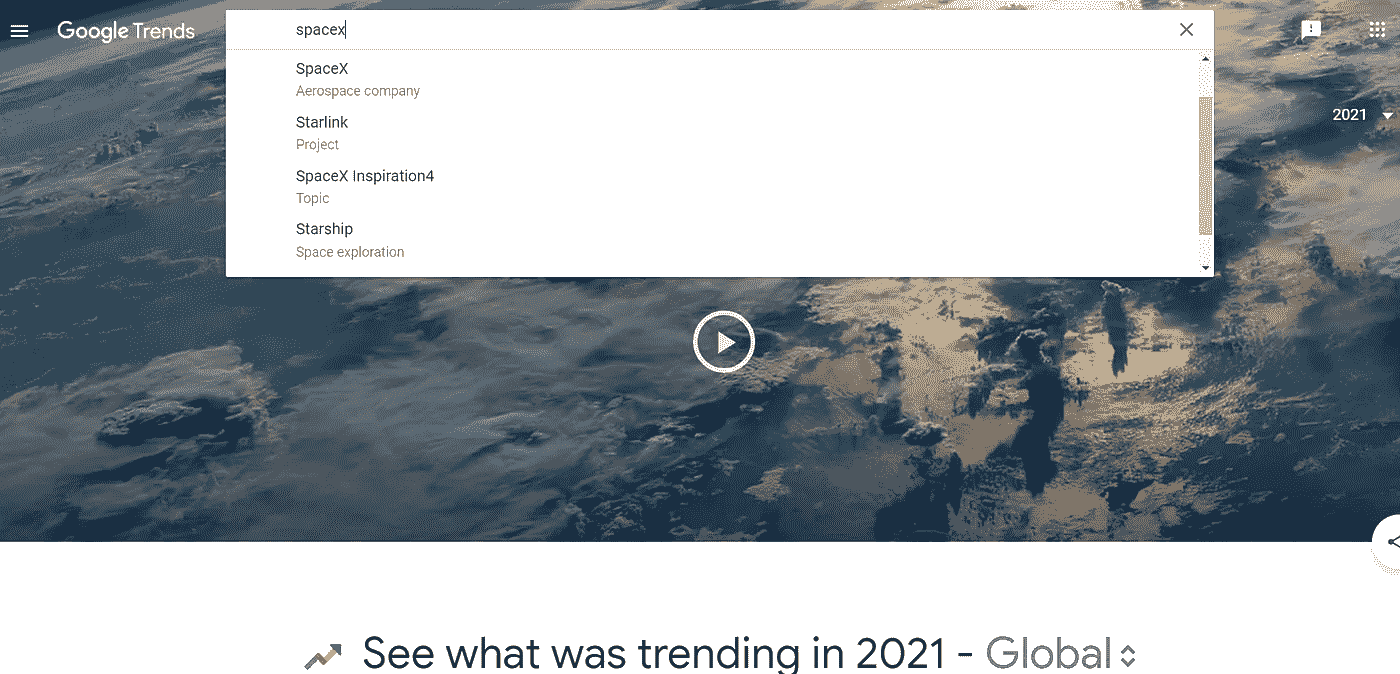 Google Trends
spacex
SpaceX
Aerospace company
Starlink
Project
SpaceX Inspiration4
Topic
Starship
Space exploration
2021
See what was trending in 2021 - Global